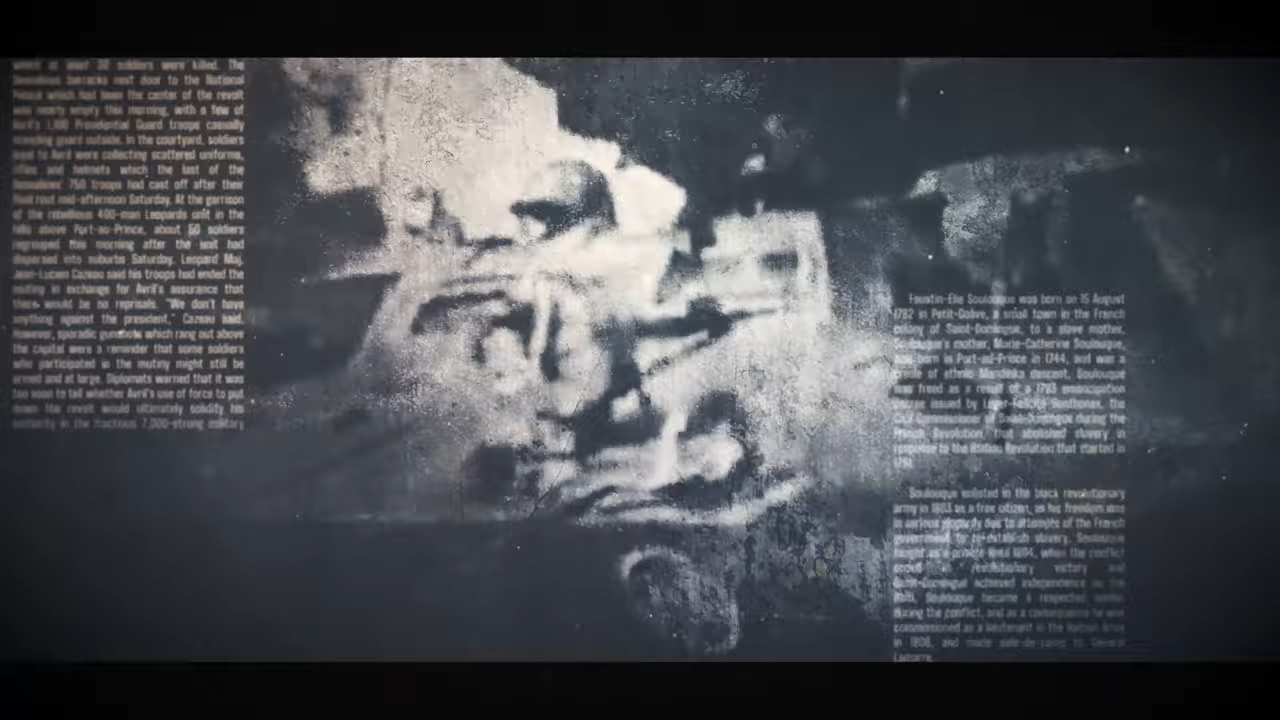 which at least 30 soldiers were killed. The
Dessalines barracks next door to the National
Palace which had been the center of the revolt
was nearly empty this morning, with a few of
Avril's 1,100 Presidential Guard troops casually
standing guard outside. In the courtyard, soldiers
loyal to Avril were collecting scattered uniforms,
rifles and helmets which the last of the
Dessalines' 750 troops had cast off after their
final rout mid-afternoon Saturday. At the garrison
of the rebellious 400-man Leopards unit in the
hills above Port-au-Prince, about 50 soldiers
regrouped this morning after the unit had
dispersed into suburbs Saturday. Leopard Maj.
Jean-Lucien Cazeau said his troops had ended the
mutiny in exchange for Avril's assurance that
there would be no reprisals. "We don't have
anything against the president," Cazeau said.
However, sporadic gunshots which rang out above
the capital were a reminder that some soldiers
who participated in the mutiny might still be
armed and at large. Diplomats warned that it was
too soon to tell whether Avril's use of force to put
down the revolt would ultimately solidify his
authority in the fractious 7,000-strong military
Faustin-Élie Soulouque was born on 15 August
1782 in Petit-Goâve, a small town in the French
colony of Saint-Domingue, to a slave mother.
Soulouque's mother, Marie-Catherine Soulouque,
was born in Port-au-Prince in 1744, and was a
creole of ethnic Mandinka descent. Soulouque
was freed as a result of a 1793 emancipation
decree issued by Léger-Félicité Sonthonax, the
Civil Commissioner of Saint-Domingue during the
French Revolution, that abolished slavery in
response to the Haitian Revolution that started in
1791.
Soulouque enlisted in the black revolutionary
army in 1803 as a free citizen, as his freedom was
in serious jeopardy due to attempts of the French
government to re-establish slavery. Soulouque
fought as a private until 1804, when the conflict
ended in revolutionary victory and
Saint-Domingue achieved independence as the
Haiti. Soulouque became a respected soldier
during the conflict, and as a consequence he was
commissioned as a lieutenant in the Haitian Army
in 1806, and made aide-de-camp to General
Lamarre.